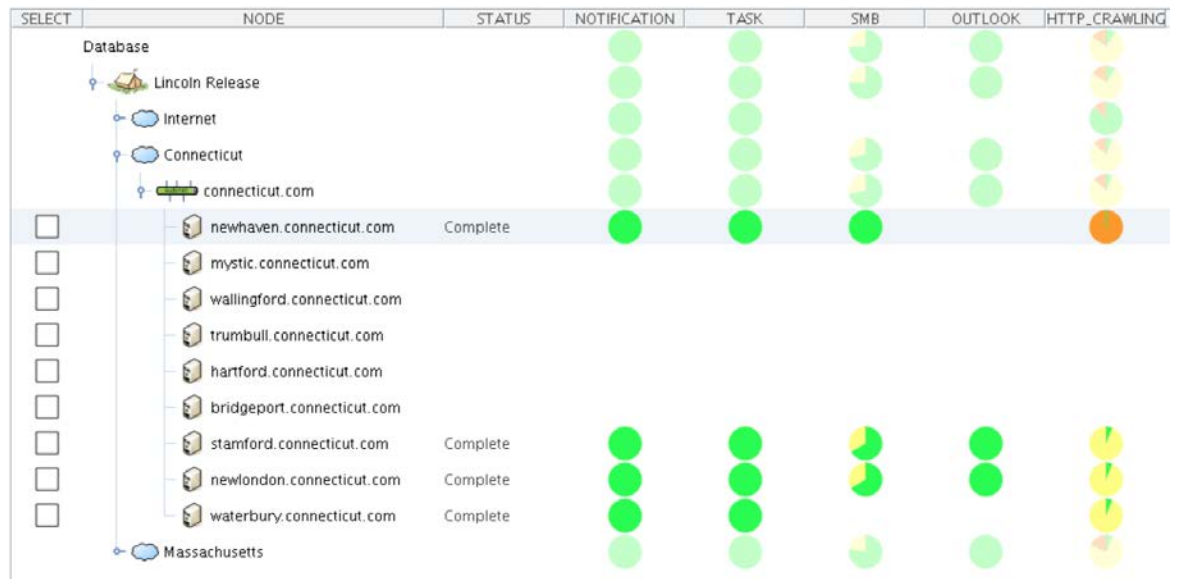 SELECT NODE STATUS NOTIFICATION TASK SMB OUTLOOK HTTP_CRAWLING
Database
Lincoln Release
Internet
Connecticut
connecticut.com
newhaven.connecticut.com Complete
mystic.connecticut.com
wallingford.connecticut.com
trumbull.connecticut.com
hartford.connecticut.com
bridgeport.connecticut.com
stamford.connecticut.com Complete
newlondon.connecticut.com Complete
waterbury.connecticut.com Complete
Massachusetts